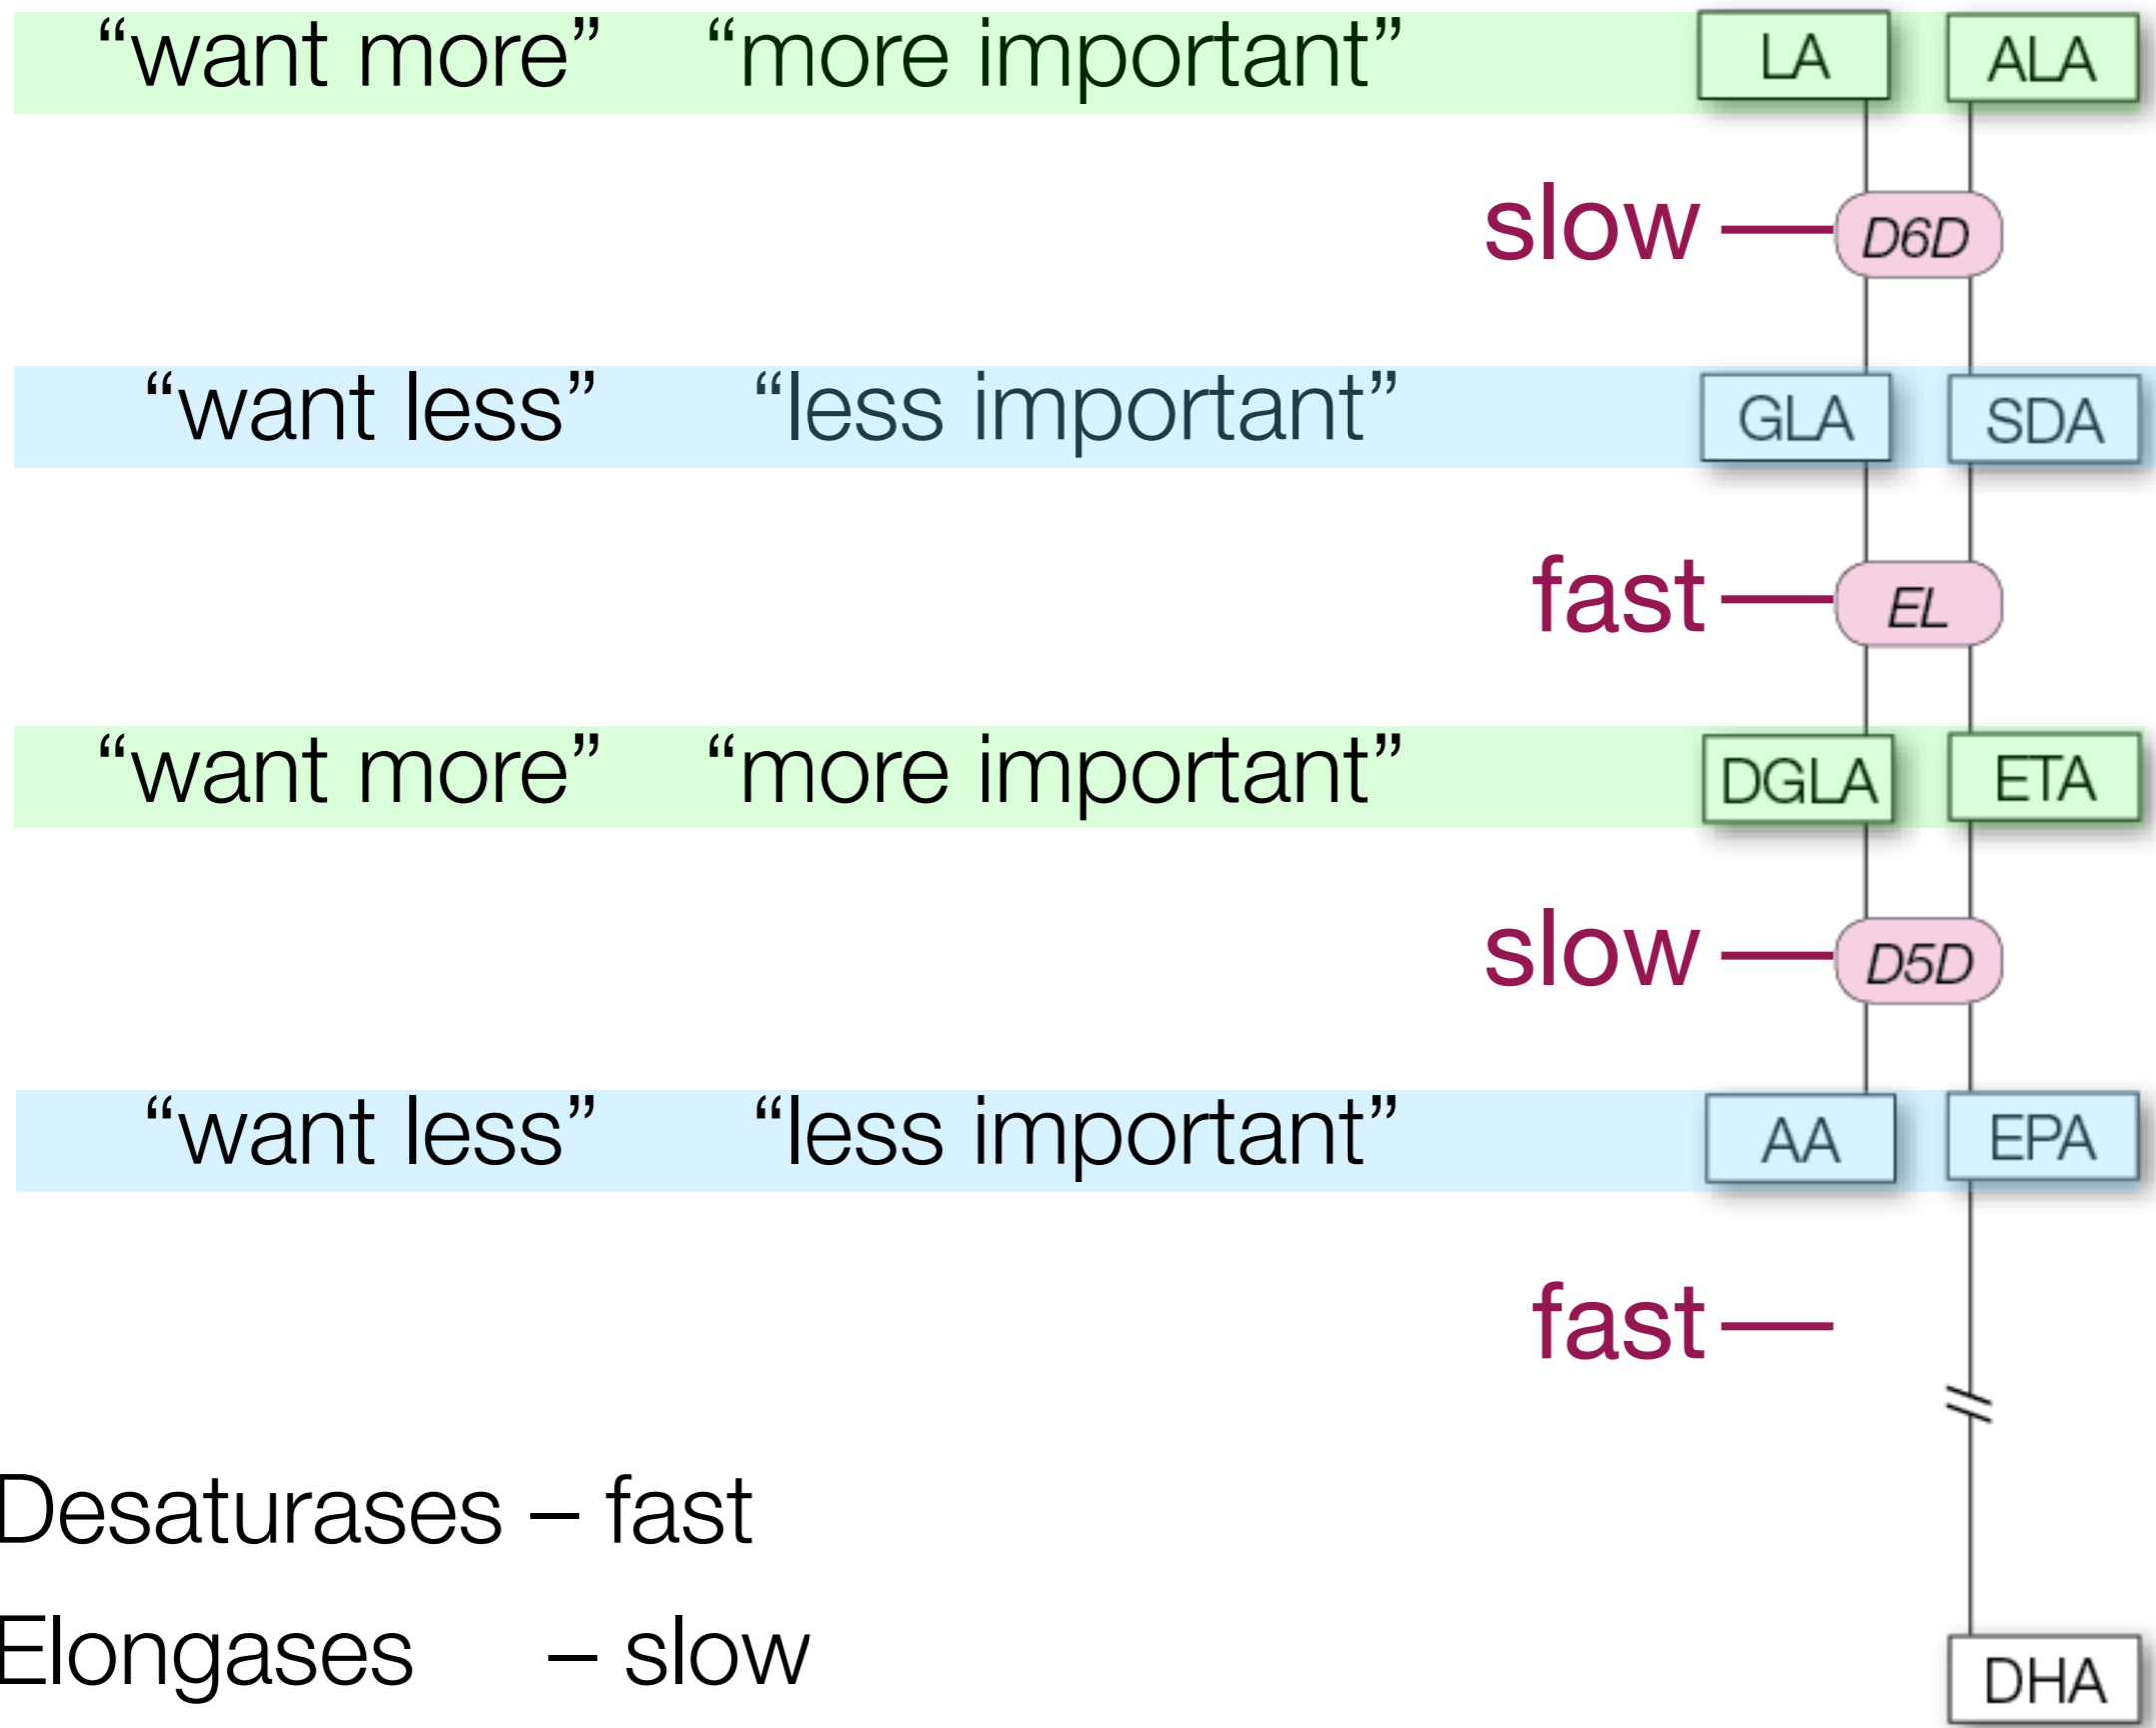 “want more” “more important” LA ALA
slow D6D
“want less” “less important” GLA SDA
fast EL
“want more” “more important” DGLA ETA
slow D5D
“want less” “less important” AA EPA
fast
Desaturases – fast
Elongases – slow
DHA